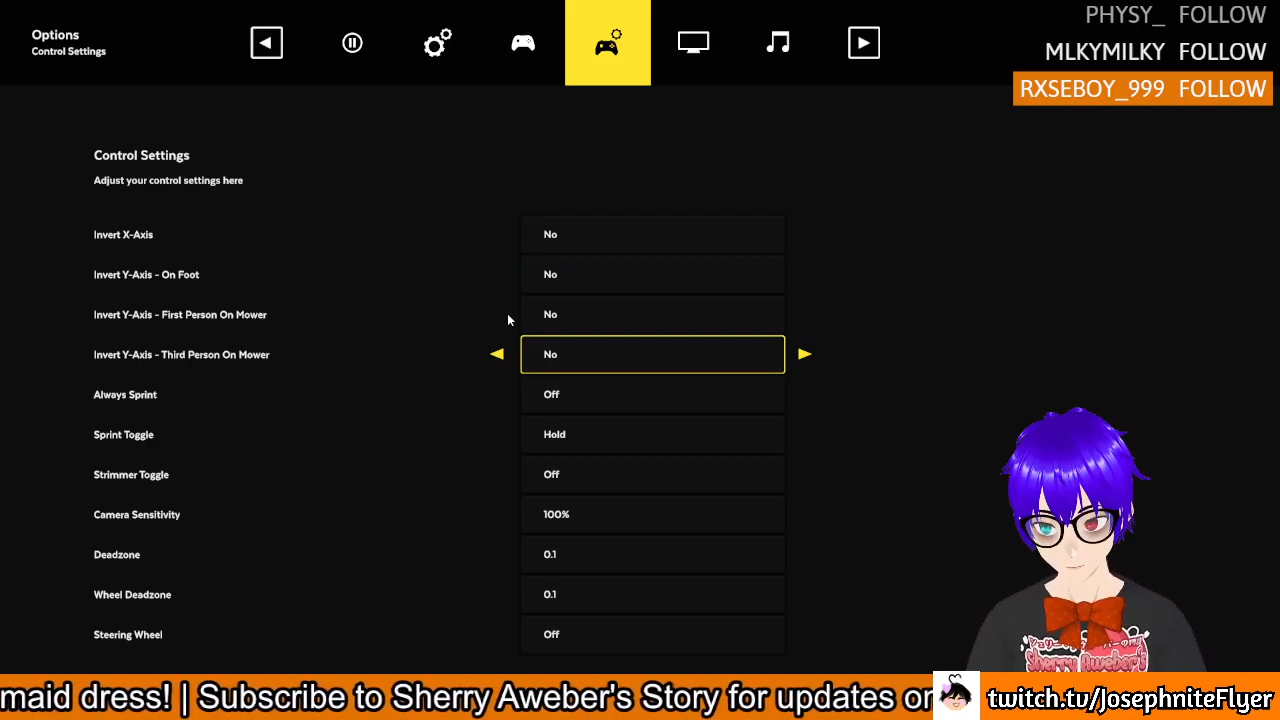 Options
Control Settings
PHYSY_ FOLLOW
MLKYMILKY FOLLOW
RXSEBOY_999 FOLLOW
Control Settings
Adjust your control settings here
Invert X-Axis No
Invert Y-Axis - On Foot No
Invert Y-Axis - First Person On Mower No
Invert Y-Axis - Third Person On Mower No
Always Sprint Off
Sprint Toggle Hold
Strimmer Toggle Off
Camera Sensitivity 100%
Deadzone 0.1
Wheel Deadzone 0.1
Steering Wheel Off
Sherry Aweber's
maid dress! | Subscribe to Sherry Aweber's Story for updates or
twitch.tv/JosephniteFlyer